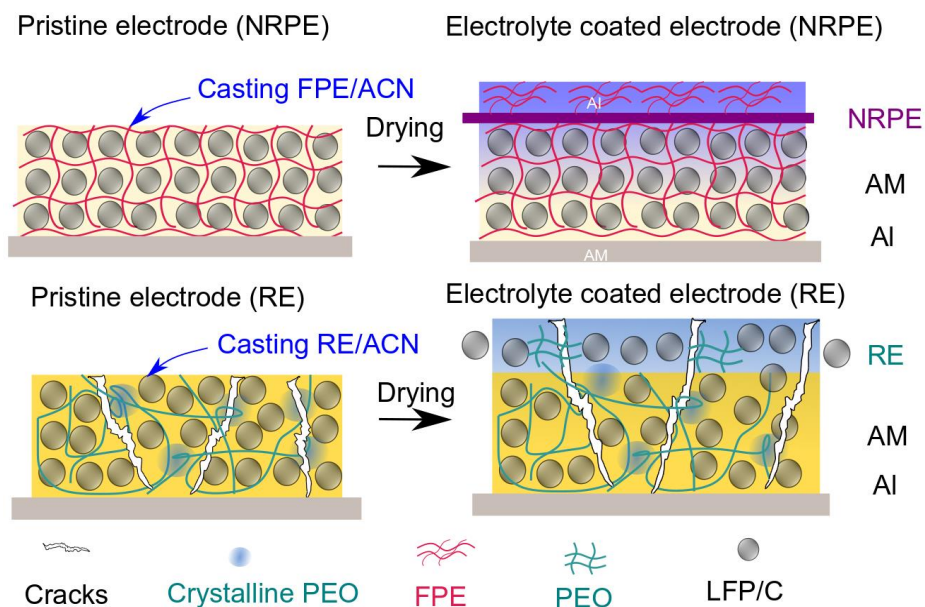 Pristine electrode (NRPE)
Electrolyte coated electrode (NRPE)
Casting FPE/ACN
Drying
Al
NRPE
AM
Al
AM
Pristine electrode (RE)
Electrolyte coated electrode (RE)
Casting RE/ACN
Drying
RE
AM
Al
Cracks
Crystalline PEO
FPE
PEO
LFP/C